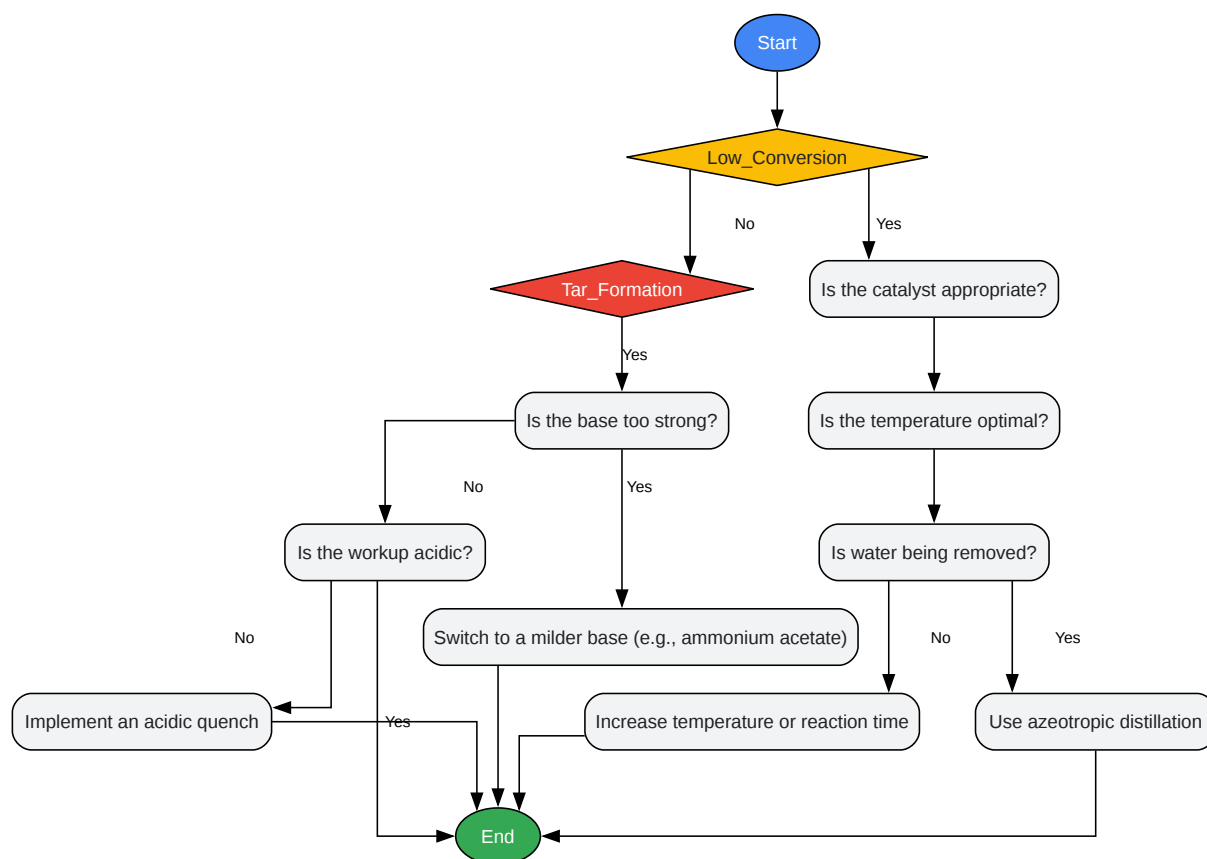 Start
Low_Conversion
No
Yes
Tar_Formation
Is the catalyst appropriate?
Yes
Is the base too strong?
Is the temperature optimal?
No
Yes
Is the workup acidic?
Is water being removed?
No
Switch to a milder base (e.g., ammonium acetate)
No
Yes
Implement an acidic quench
Yes
Increase temperature or reaction time
Use azeotropic distillation
End